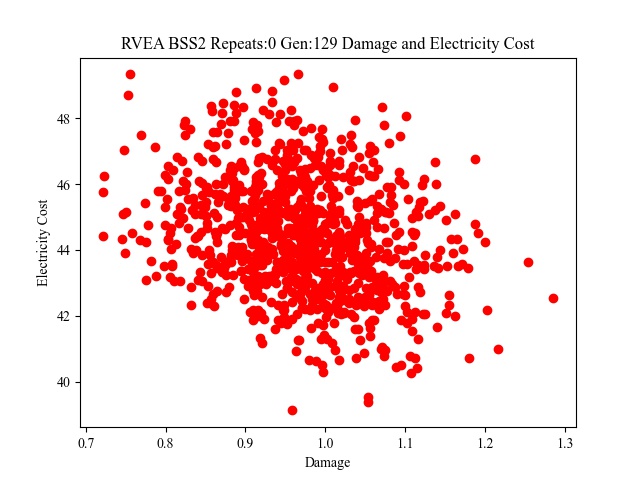 RVEA BSS2 Repeats:0 Gen:129 Damage and Electricity Cost
48
46
44
42
40
Electricity Cost
0.7 0.8 0.9 1.0 1.1 1.2 1.3
Damage